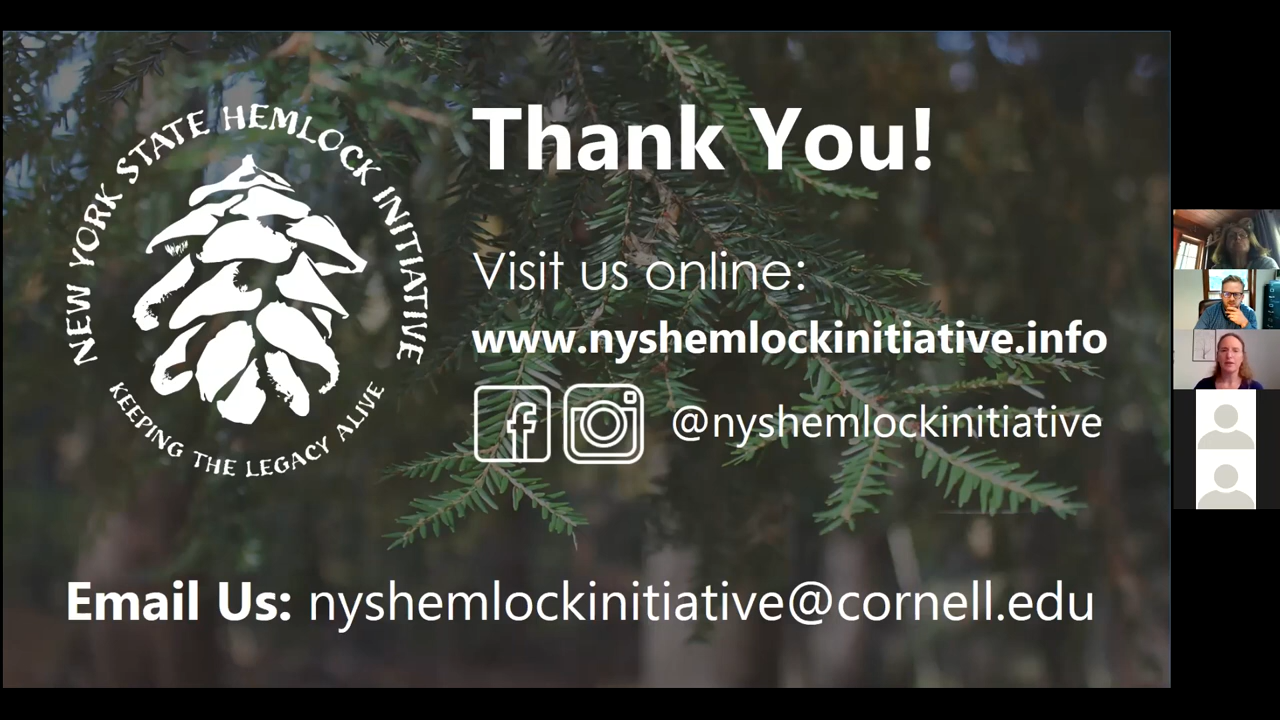 NEW YORK STATE HEMLOCK INITIATIVE
KEEPING THE LEGACY ALIVE
Thank You!
Visit us online:
www.nyshemlockinitiative.info
@nyshemlockinitiative
Email Us: nyshemlockinitiative@cornell.edu